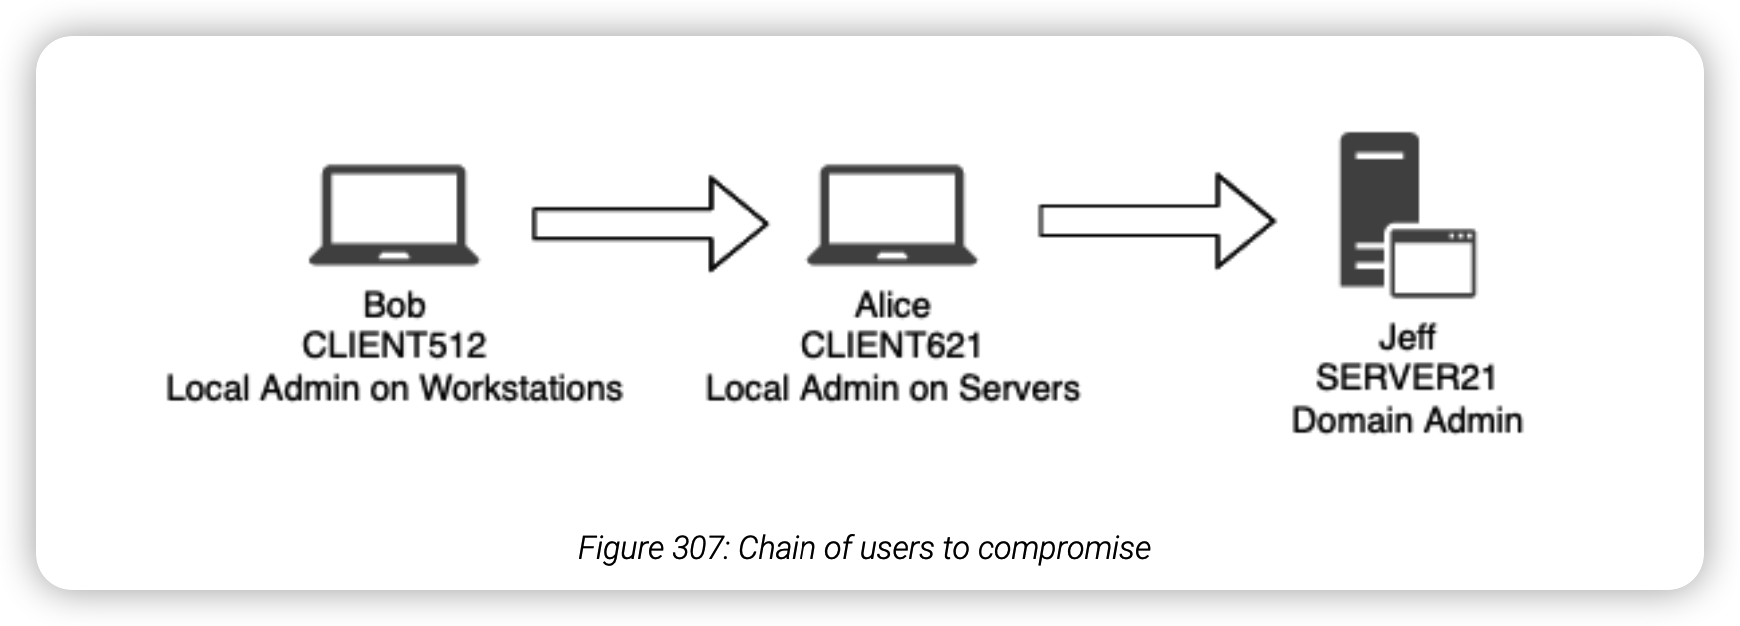 Bob
CLIENT512
Local Admin on Workstations
Alice
CLIENT621
Local Admin on Servers
Jeff
SERVER21
Domain Admin
Figure 307: Chain of users to compromise